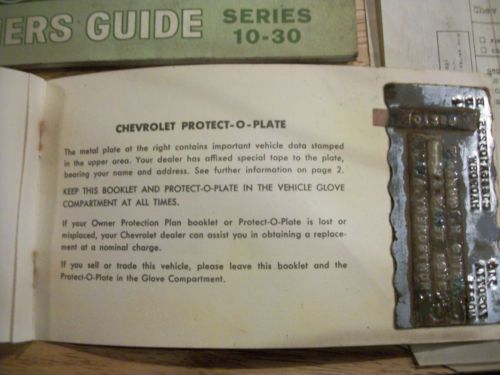 ERS GUIDE SERIES
10-30
CHEVROLET PROTECT-O-PLATE
The metal plate at the right contains important vehicle data stamped
in the upper area. Your dealer has affixed special tape to the plate,
bearing your name and address. See further information on page 2.
KEEP THIS BOOKLET AND PROTECT-O-PLATE IN THE VEHICLE GLOVE
COMPARTMENT AT ALL TIMES.
If your Owner Protection Plan booklet or Protect-O-Plate is lost or
misplaced, your Chevrolet dealer can assist you in obtaining a replace-
ment at a nominal charge.
If you sell or trade this vehicle, please leave this booklet and the
Protect-O-Plate in the Glove Compartment.